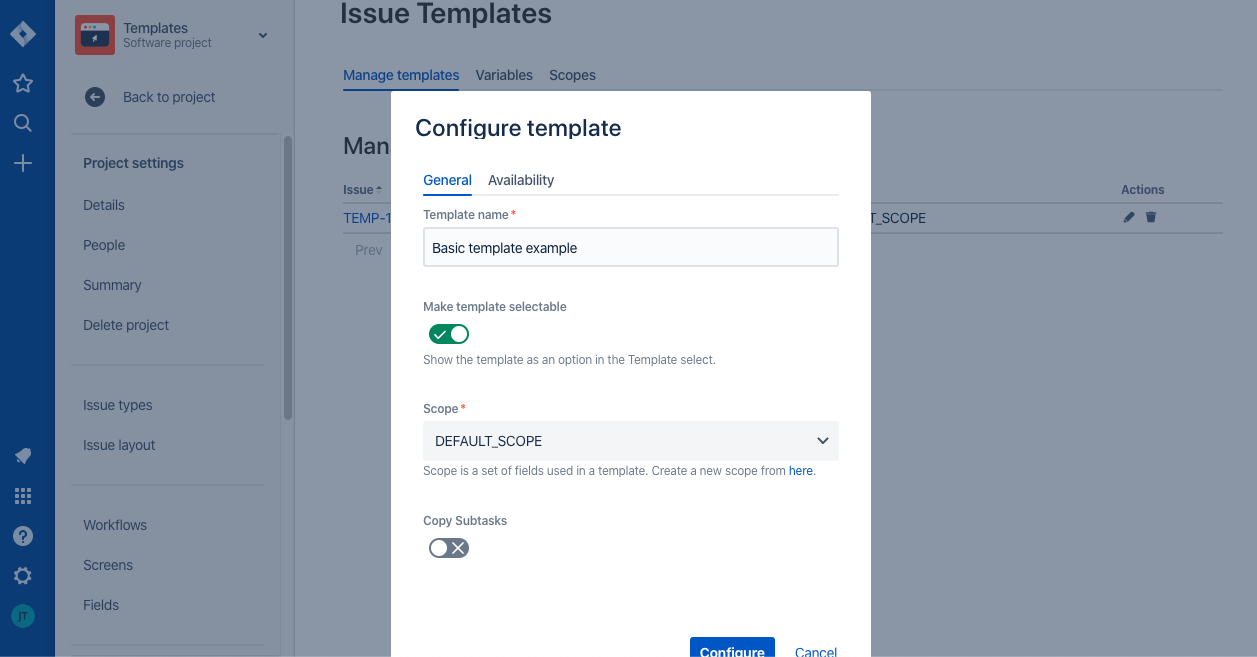 Issue Templates
Templates
Software project
Back to project
Project settings
Details
People
Summary
Delete project
Issue types
Issue layout
Workflows
Screens
Fields
JT
Manage templates Variables Scopes
Man
Issue
Actions
TEMP-1
T_SCOPE
Prev
Configure template
General Availability
Template name*
Basic template example
Make template selectable
Show the template as an option in the Template select.
Scope*
DEFAULT_SCOPE
Scope is a set of fields used in a template. Create a new scope from here.
Copy Subtasks
Configure Cancel